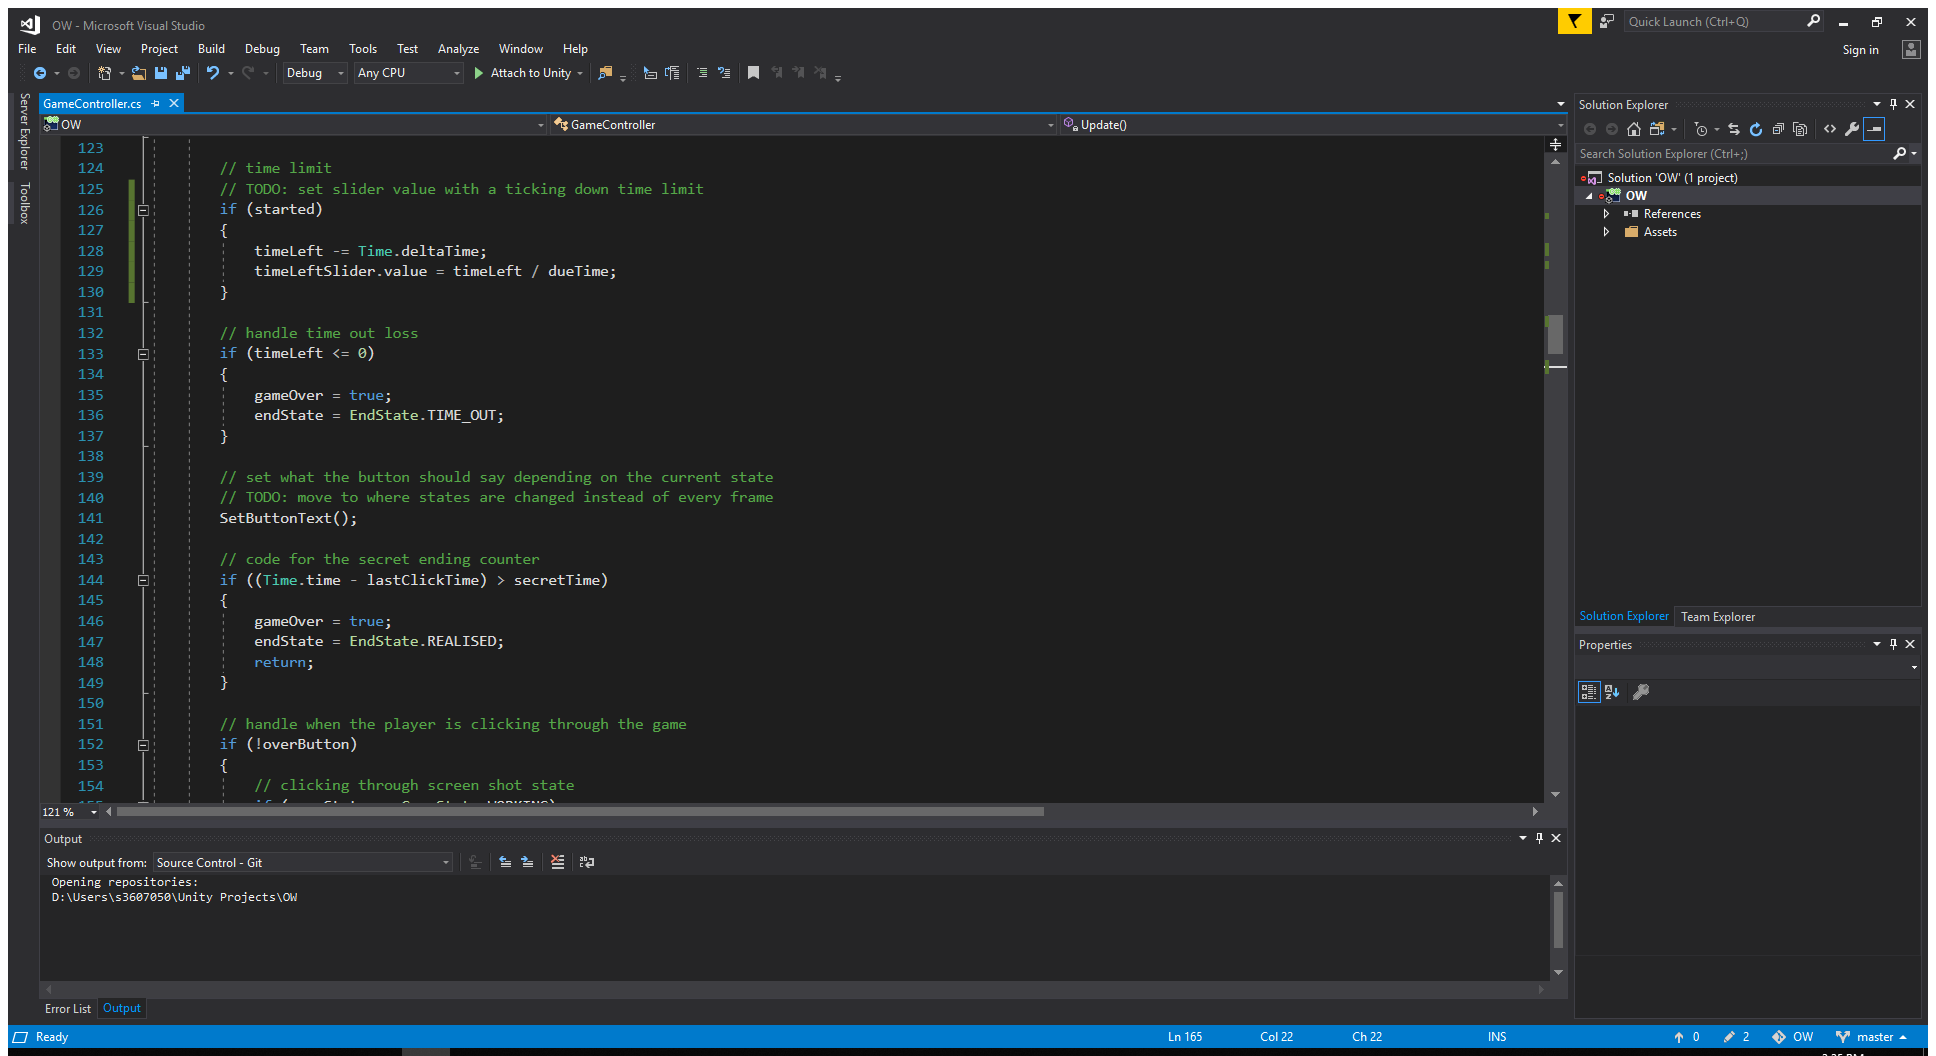 OW - Microsoft Visual Studio
Quick Launch (Ctrl+Q)
File Edit View Project Build Debug Team Tools Test Analyze Window Help
Sign in
Debug Any CPU Attach to Unity
Server Explorer
Toolbox
GameController.cs
OW GameController Update()
123
124 // time limit
125 // TODO: set slider value with a ticking down time limit
126 if (started)
127 {
128 timeLeft -= Time.deltaTime;
129 timeLeftSlider.value = timeLeft / dueTime;
130 }
131
132 // handle time out loss
133 if (timeLeft <= 0)
134 {
135 gameOver = true;
136 endState = EndState.TIME_OUT;
137 }
138
139 // set what the button should say depending on the current state
140 // TODO: move to where states are changed instead of every frame
141 SetButtonText();
142
143 // code for the secret ending counter
144 if ((Time.time - lastClickTime) > secretTime)
145 {
146 gameOver = true;
147 endState = EndState.REALISED;
148 return;
149 }
150
151 // handle when the player is clicking through the game
152 if (!overButton)
153 {
154 // clicking through screen shot state
121 %
Output
Show output from: Source Control - Git
Opening repositories:
D:\Users\s3607050\Unity Projects\OW
Error List Output
Solution Explorer
Search Solution Explorer (Ctrl+;)
Solution 'OW' (1 project)
OW
References
Assets
Solution Explorer Team Explorer
Properties
Ready Ln 165 Col 22 Ch 22 INS 0 2 OW master